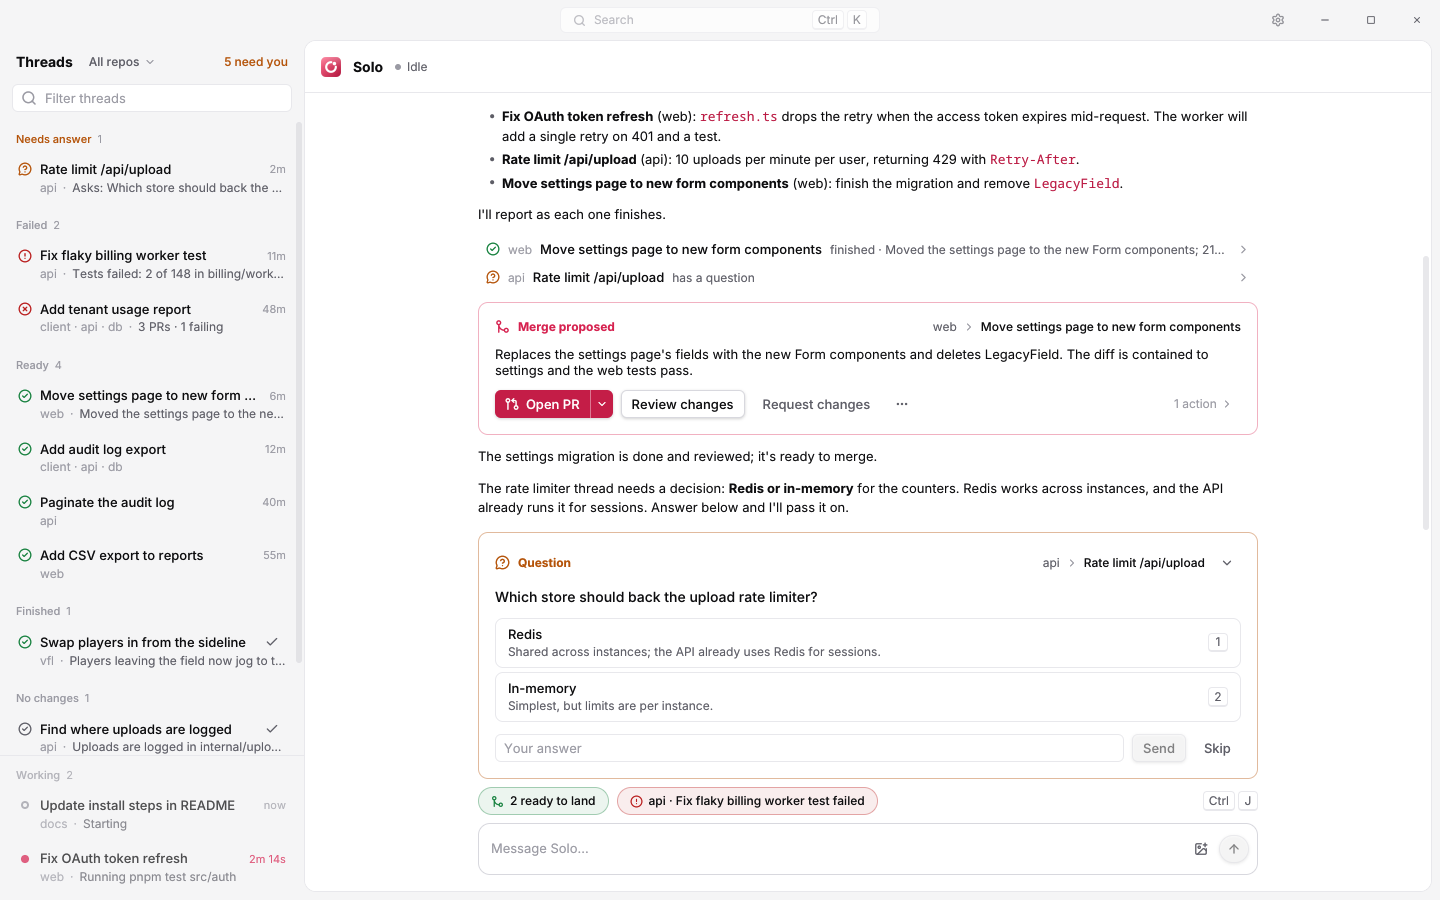 Search
Ctrl K
Threads All repos 5 need you
Filter threads
Needs answer 1
Rate limit /api/upload 2m
api · Asks: Which store should back the ...
Failed 2
Fix flaky billing worker test 11m
api · Tests failed: 2 of 148 in billing/work...
Add tenant usage report 48m
client · api · db · 3 PRs · 1 failing
Ready 4
Move settings page to new form ... 6m
web · Moved the settings page to the ne...
Add audit log export 12m
client · api · db
Paginate the audit log 40m
api
Add CSV export to reports 55m
web
Finished 1
Swap players in from the sideline
vfl · Players leaving the field now jog to t...
No changes 1
Find where uploads are logged
api · Uploads are logged in internal/uplo...
Working 2
Update install steps in README now
docs · Starting
Fix OAuth token refresh 2m 14s
web · Running pnpm test src/auth
Solo Idle
• Fix OAuth token refresh (web): refresh.ts drops the retry when the access token expires mid-request. The worker will
add a single retry on 401 and a test.
• Rate limit /api/upload (api): 10 uploads per minute per user, returning 429 with Retry-After.
• Move settings page to new form components (web): finish the migration and remove LegacyField.
I'll report as each one finishes.
web Move settings page to new form components finished · Moved the settings page to the new Form components; 21...
api Rate limit /api/upload has a question
Merge proposed web > Move settings page to new form components
Replaces the settings page's fields with the new Form components and deletes LegacyField. The diff is contained to
settings and the web tests pass.
Open PR Review changes Request changes ··· 1 action
The settings migration is done and reviewed; it's ready to merge.
The rate limiter thread needs a decision: Redis or in-memory for the counters. Redis works across instances, and the API
already runs it for sessions. Answer below and I'll pass it on.
Question api > Rate limit /api/upload
Which store should back the upload rate limiter?
Redis 1
Shared across instances; the API already uses Redis for sessions.
In-memory 2
Simplest, but limits are per instance.
Your answer Send Skip
2 ready to land api · Fix flaky billing worker test failed Ctrl J
Message Solo...